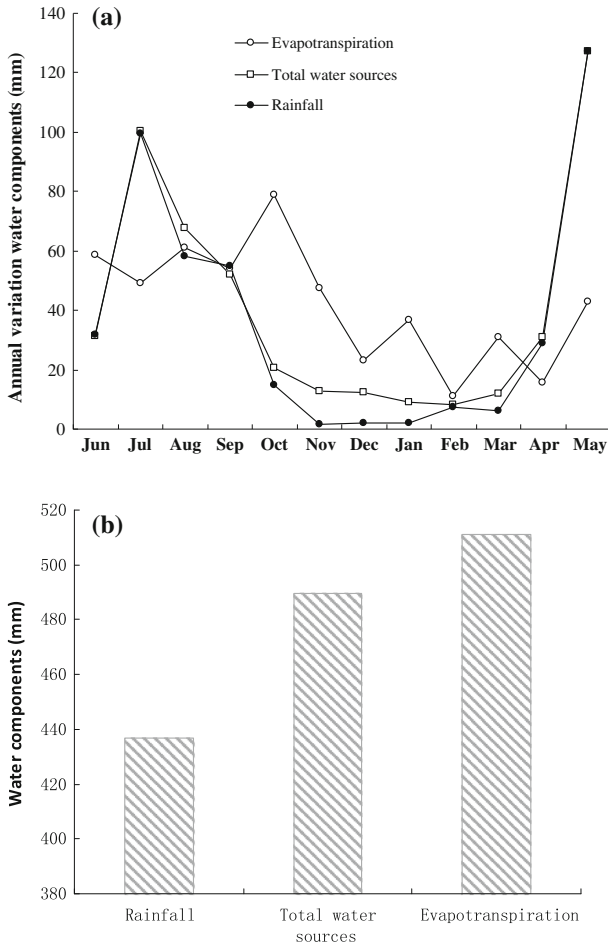 (a)
Annual variation water components (mm)
140
120
100
80
60
40
20
0
Evapotranspiration
Total water sources
Rainfall
Jun Jul Aug Sep Oct Nov Dec Jan Feb Mar Apr May
(b)
Water components (mm)
520
500
480
460
440
420
400
380
Rainfall Total water Evapotranspiration
sources